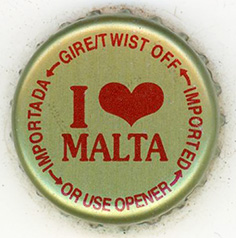 GIRE/TWIST OFF
IMPORTED
OR USE OPENER
IMPORTADA
I ❤
MALTA